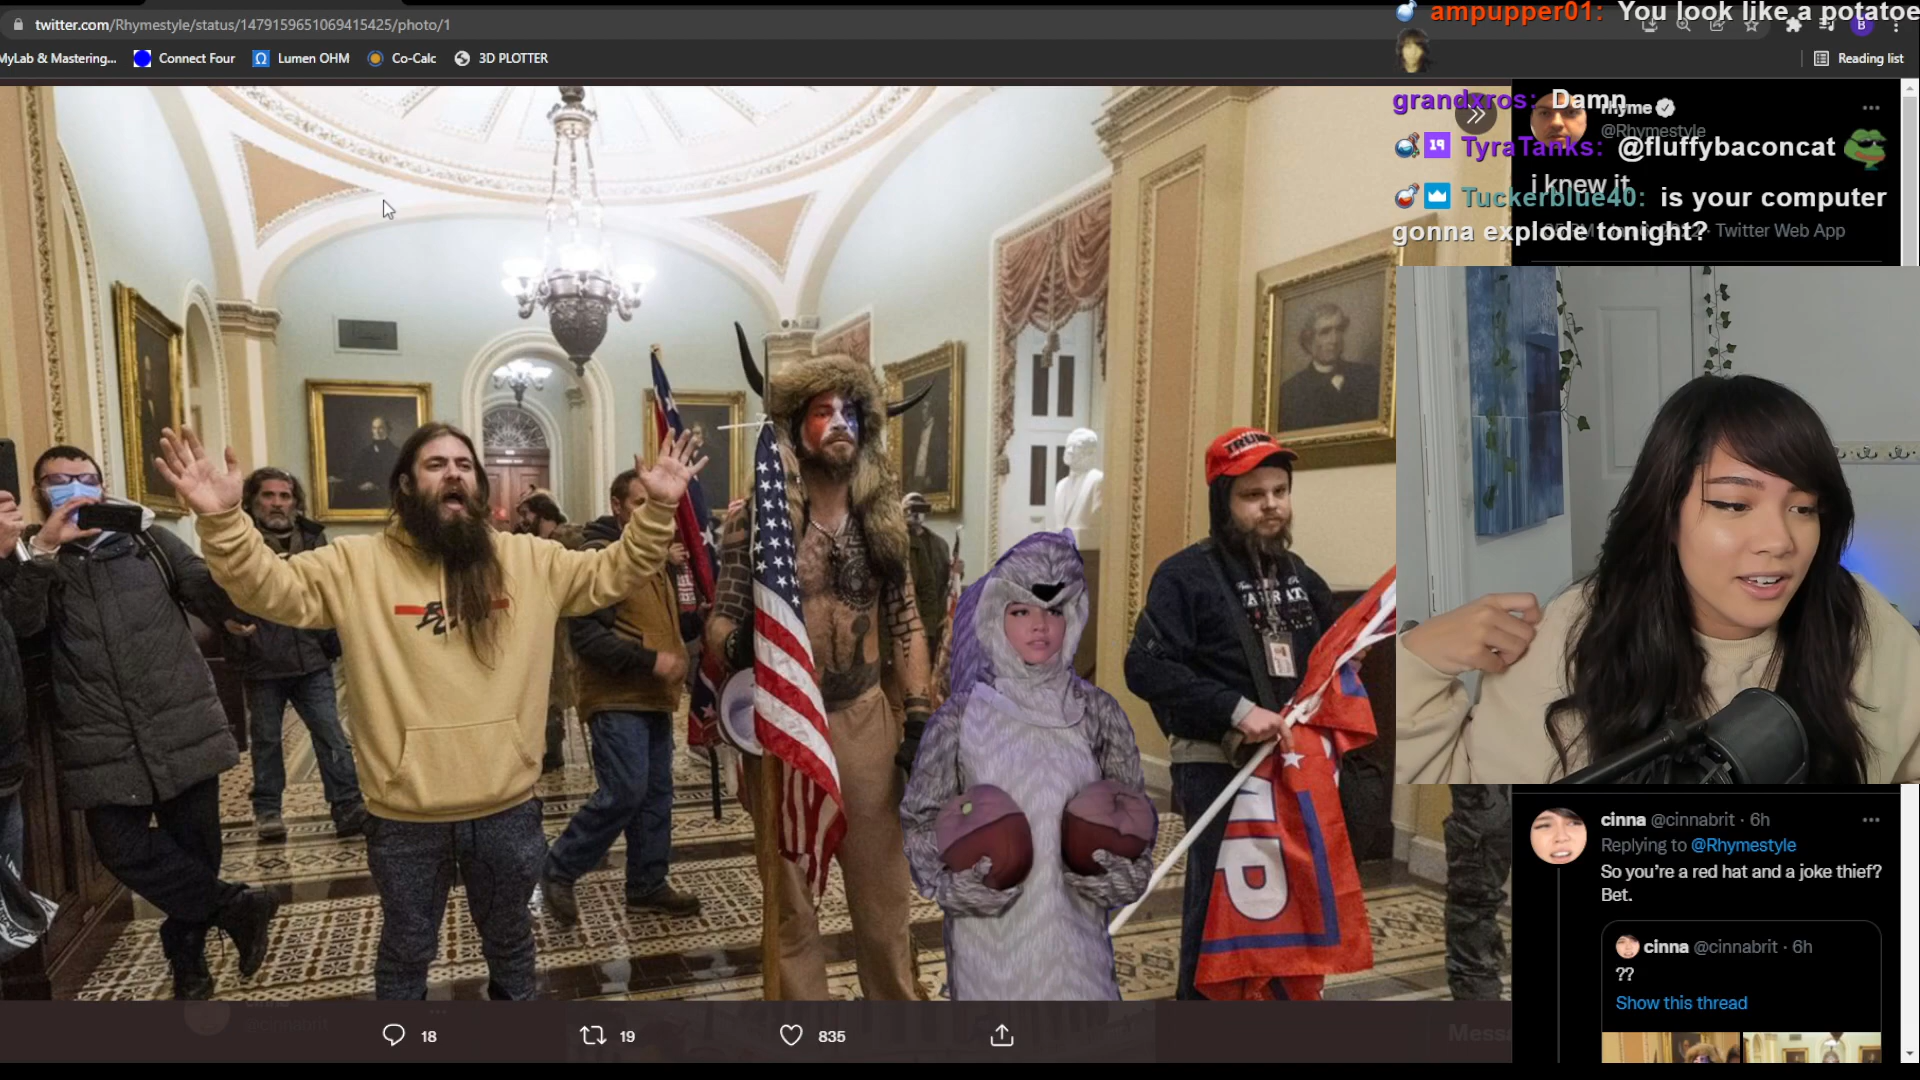 twitter.com/Rhymestyle/status/1479159651069415425/photo/1
MyLab & Mastering...
Connect Four
Lumen OHM
Co-Calc
3D PLOTTER
Reading list
ampupper01: You look like a potatoe
grandxros: Damn
TyraTanks: @fluffybaconcat
Tuckerblue40: is your computer
gonna explode tonight?
rhyme
@Rhymestyle
i knew it
Twitter Web App
TRUMP
cinna @cinnabrit · 6h
Replying to @Rhymestyle
So you're a red hat and a joke thief?
Bet.
cinna @cinnabrit · 6h
??
Show this thread
18
19
835
@cinnabrit